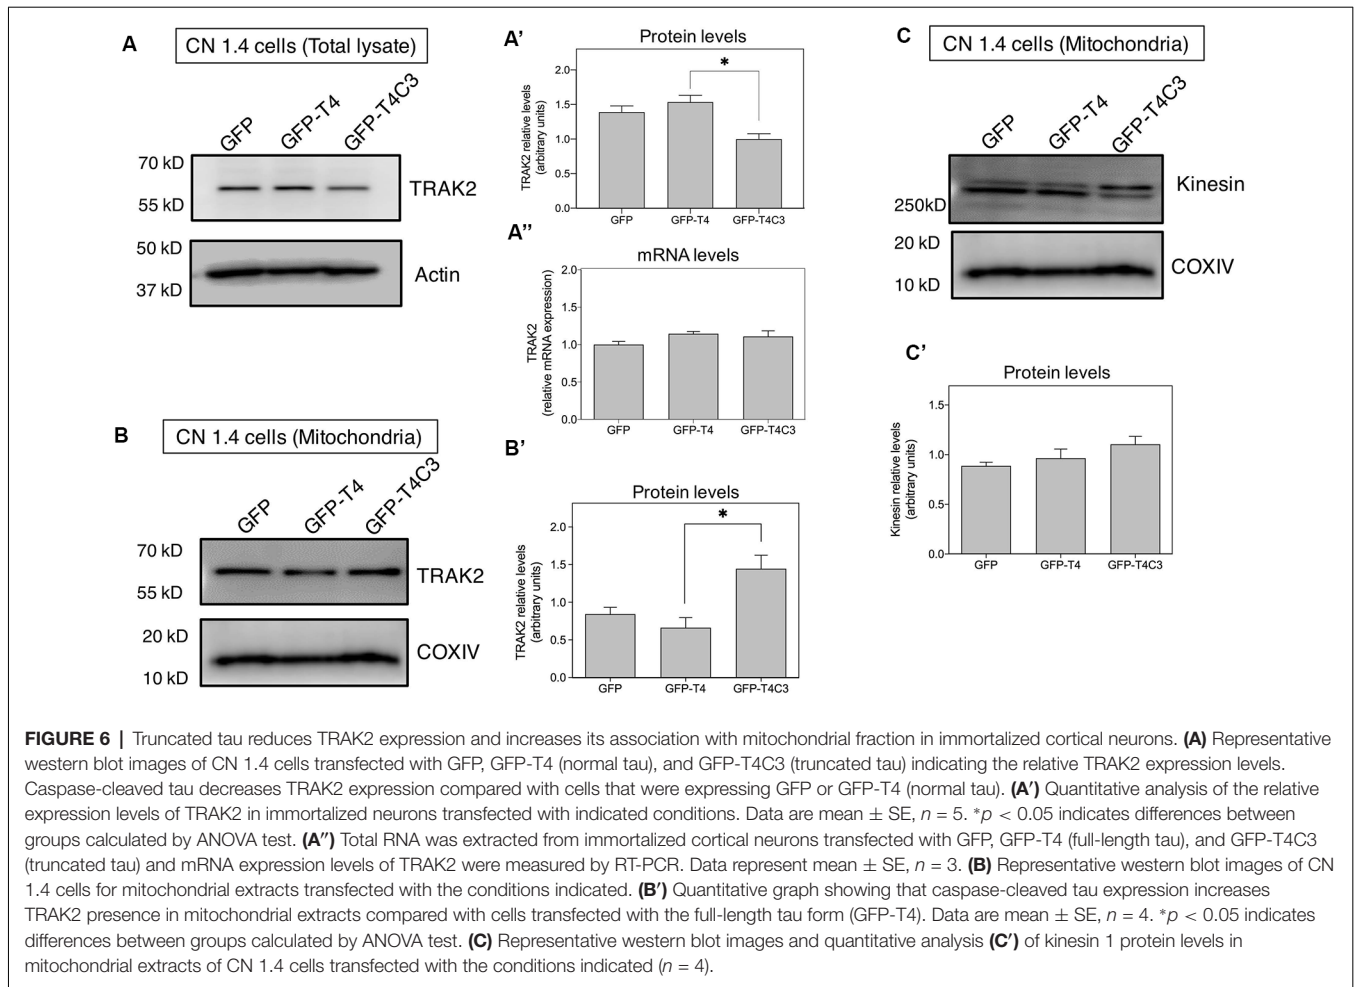 A
CN 1.4 cells (Total lysate)
GFP
GFP-T4
GFP-T4C3
70 kD
TRAK2
55 kD
50 kD
Actin
37 kD
A′
Protein levels
TRAK2 relative levels
(arbitrary units)
2.0
*
1.5
1.0
0.5
0.0
GFP
GFP-T4
GFP-T4C3
A″
mRNA levels
TRAK2
(relative mRNA expression)
2.0
1.5
1.0
0.5
0.0
GFP
GFP-T4
GFP-T4C3
B
CN 1.4 cells (Mitochondria)
GFP
GFP-T4
GFP-T4C3
70 kD
TRAK2
55 kD
20 kD
COXIV
10 kD
B′
Protein levels
TRAK2 relative levels
(arbitrary units)
2.0
*
1.5
1.0
0.5
0.0
GFP
GFP-T4
GFP-T4C3
C
CN 1.4 cells (Mitochondria)
GFP
GFP-T4
GFP-T4C3
Kinesin
250kD
20 kD
COXIV
10 kD
C′
Protein levels
Kinesin relative levels
(arbitrary units)
1.5
1.0
0.5
0.0
GFP
GFP-T4
GFP-T4C3
FIGURE 6 | Truncated tau reduces TRAK2 expression and increases its association with mitochondrial fraction in immortalized cortical neurons. (A) Representative
western blot images of CN 1.4 cells transfected with GFP, GFP-T4 (normal tau), and GFP-T4C3 (truncated tau) indicating the relative TRAK2 expression levels.
Caspase-cleaved tau decreases TRAK2 expression compared with cells that were expressing GFP or GFP-T4 (normal tau). (A′) Quantitative analysis of the relative
expression levels of TRAK2 in immortalized neurons transfected with indicated conditions. Data are mean ± SE, n = 5. *p < 0.05 indicates differences between
groups calculated by ANOVA test. (A″) Total RNA was extracted from immortalized cortical neurons transfected with GFP, GFP-T4 (full-length tau), and GFP-T4C3
(truncated tau) and mRNA expression levels of TRAK2 were measured by RT-PCR. Data represent mean ± SE, n = 3. (B) Representative western blot images of CN
1.4 cells for mitochondrial extracts transfected with the conditions indicated. (B′) Quantitative graph showing that caspase-cleaved tau expression increases
TRAK2 presence in mitochondrial extracts compared with cells transfected with the full-length tau form (GFP-T4). Data are mean ± SE, n = 4. *p < 0.05 indicates
differences between groups calculated by ANOVA test. (C) Representative western blot images and quantitative analysis (C′) of kinesin 1 protein levels in
mitochondrial extracts of CN 1.4 cells transfected with the conditions indicated (n = 4).